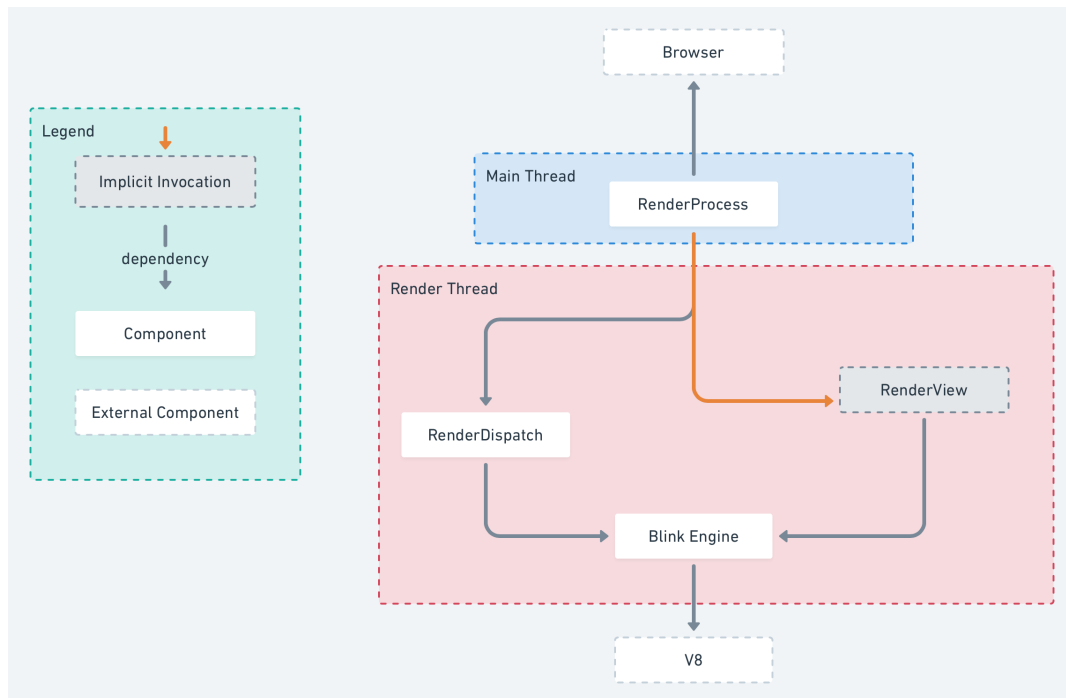 Browser
Legend
Implicit Invocation
dependency
Component
External Component
Main Thread
RenderProcess
Render Thread
RenderView
RenderDispatch
Blink Engine
V8